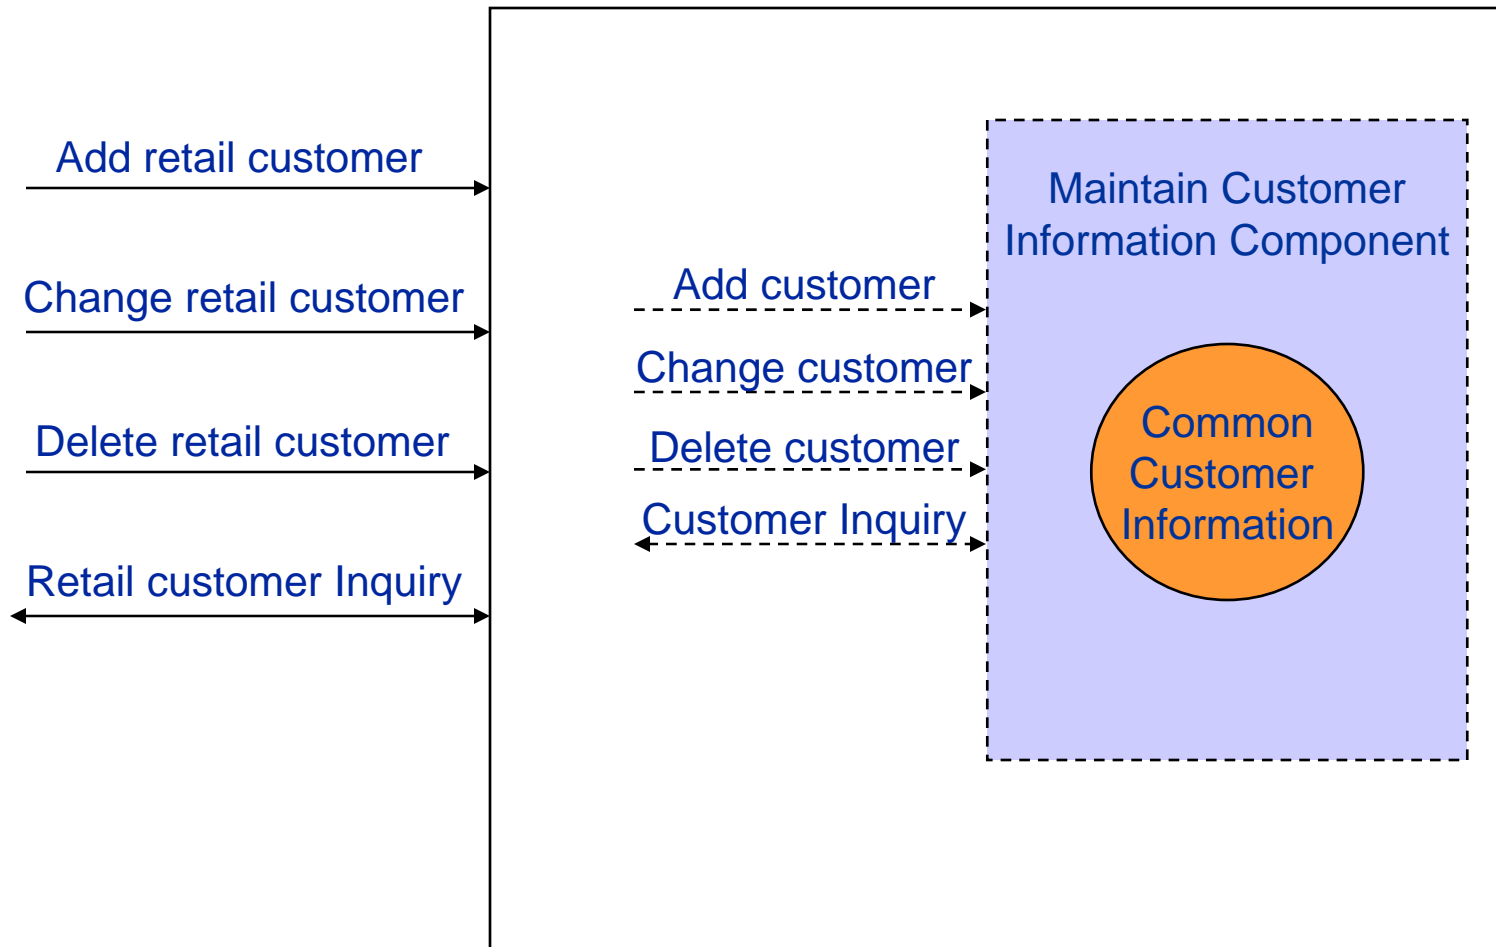 Add retail customer
Change retail customer
Delete retail customer
Retail customer Inquiry
Add customer
Change customer
Delete customer
Customer Inquiry
Maintain Customer
Information Component
Common
Customer
Information